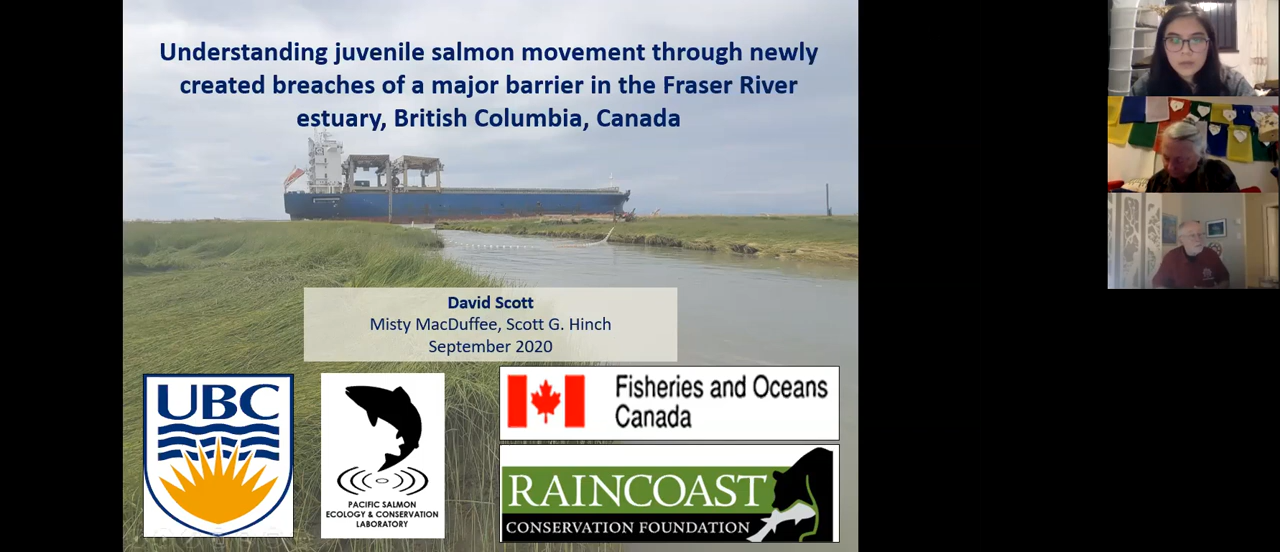 Understanding juvenile salmon movement through newly
created breaches of a major barrier in the Fraser River
estuary, British Columbia, Canada
David Scott
Misty MacDuffee, Scott G. Hinch
September 2020
UBC
PACIFIC SALMON
ECOLOGY & CONSERVATION
LABORATORY
Fisheries and Oceans
Canada
RAINCOAST
CONSERVATION FOUNDATION